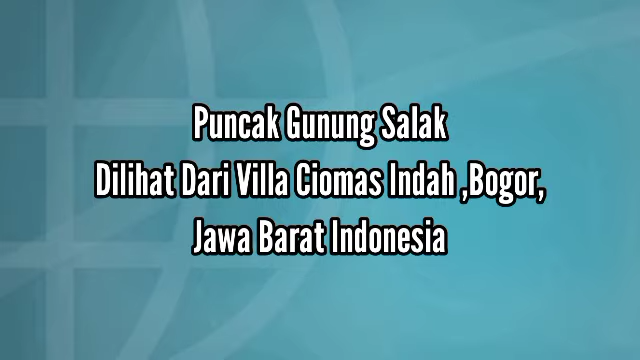 Puncak Gunung Salak
Dilihat Dari Villa Ciomas Indah ,Bogor,
Jawa Barat Indonesia